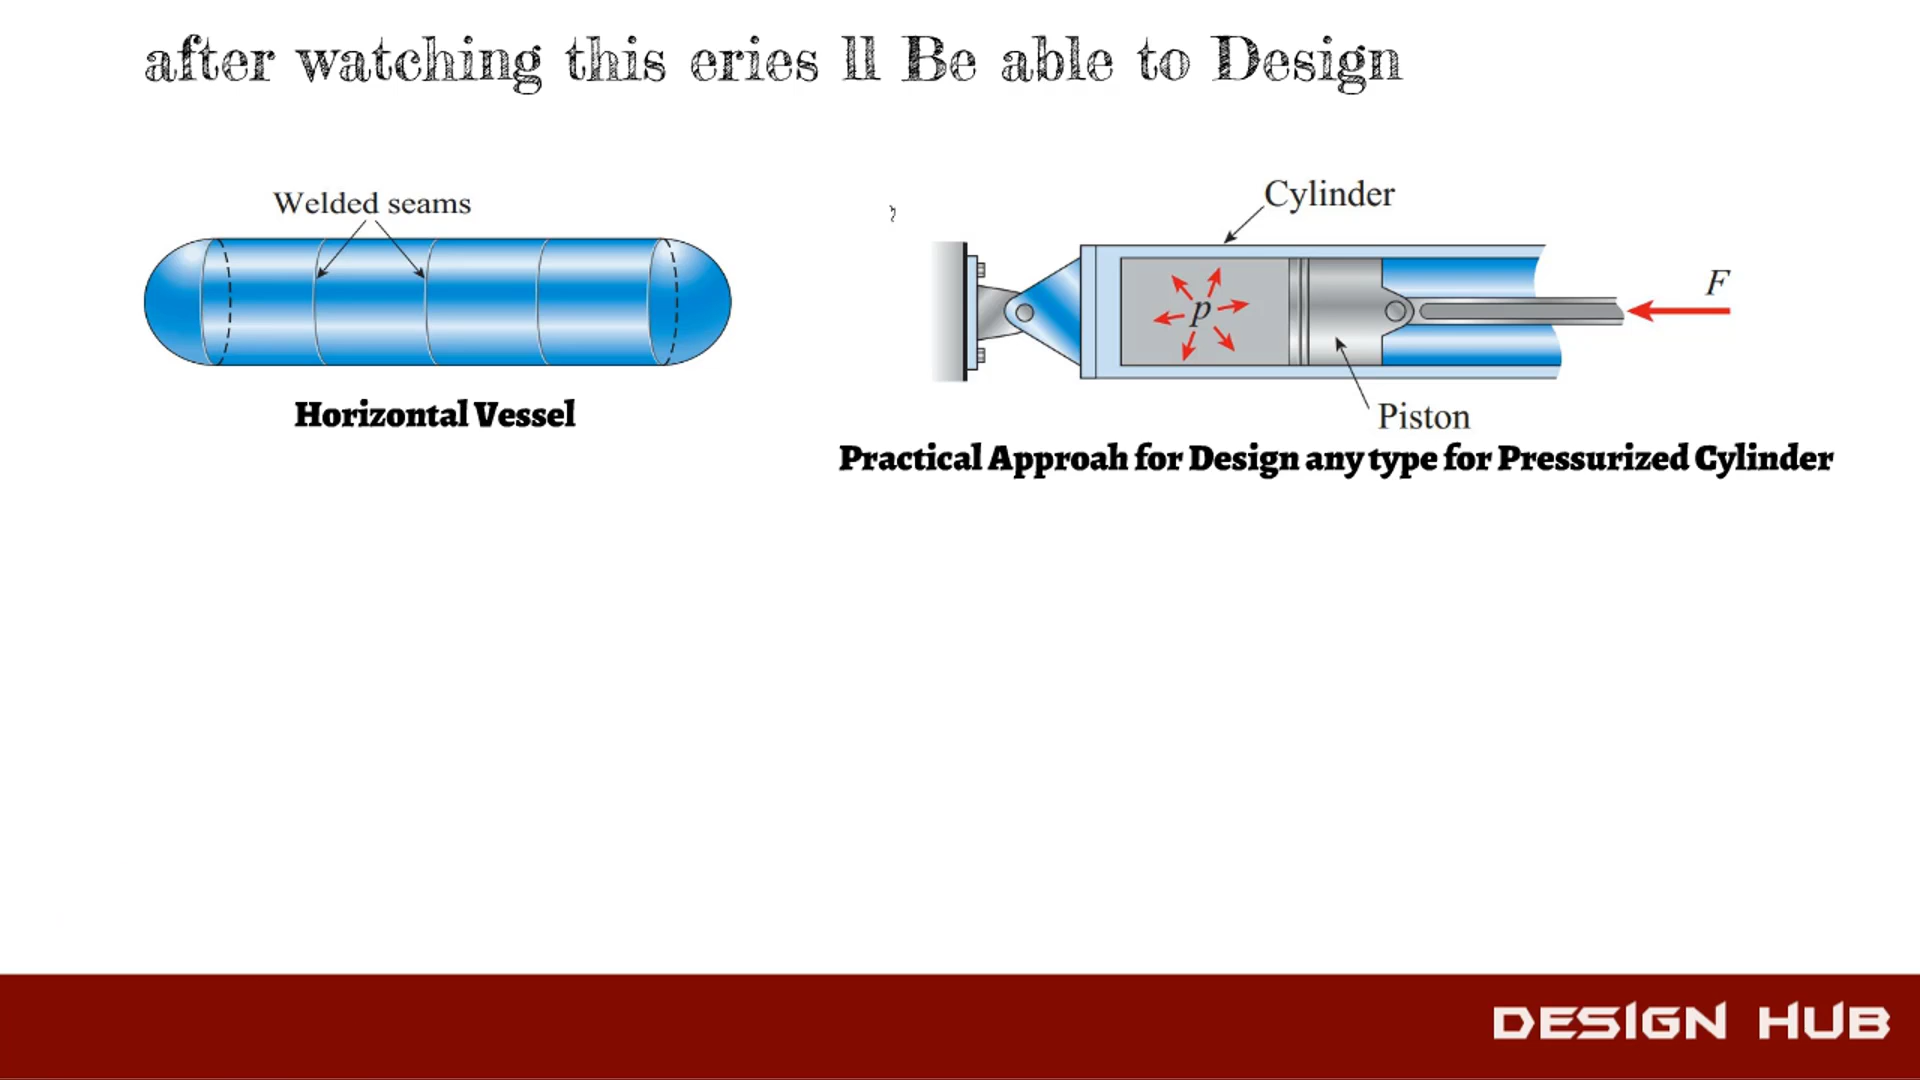 after watching this eries ll Be able to Design
Welded seams
Horizontal Vessel
Cylinder
p
F
Piston
Practical Approah for Design any type for Pressurized Cylinder
DESIGN HUB